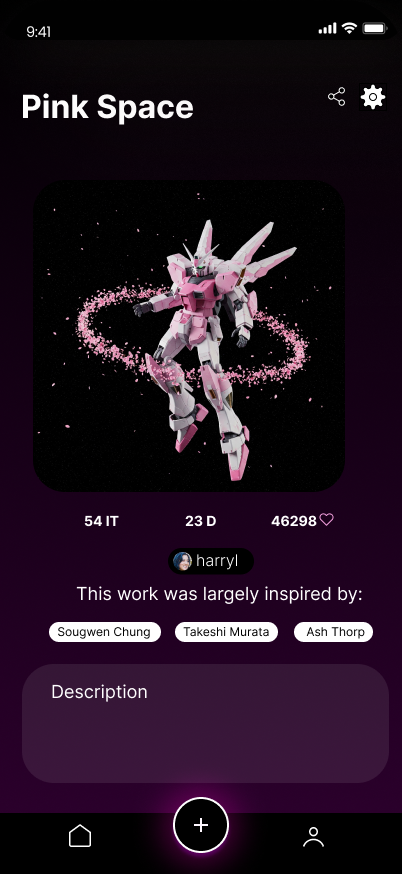 9:41
Pink Space
54 IT 23 D 46298
harryl
This work was largely inspired by:
Sougwen Chung Takeshi Murata Ash Thorp
Description